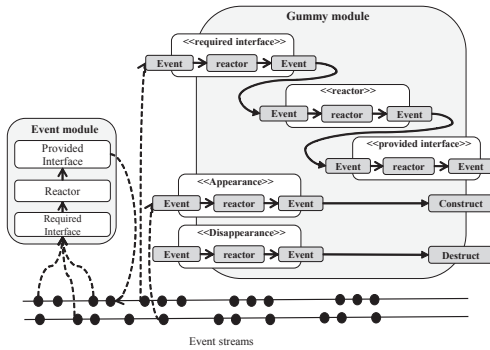 Gummy module
<<required interface>>
Event reactor Event
<<reactor>>
Event reactor Event
Event module
Provided
Interface
Reactor
Required
Interface
<<provided interface>>
Event reactor Event
<<Appearance>>
Event reactor Event Construct
<<Disappearance>>
Event reactor Event Destruct
Event streams